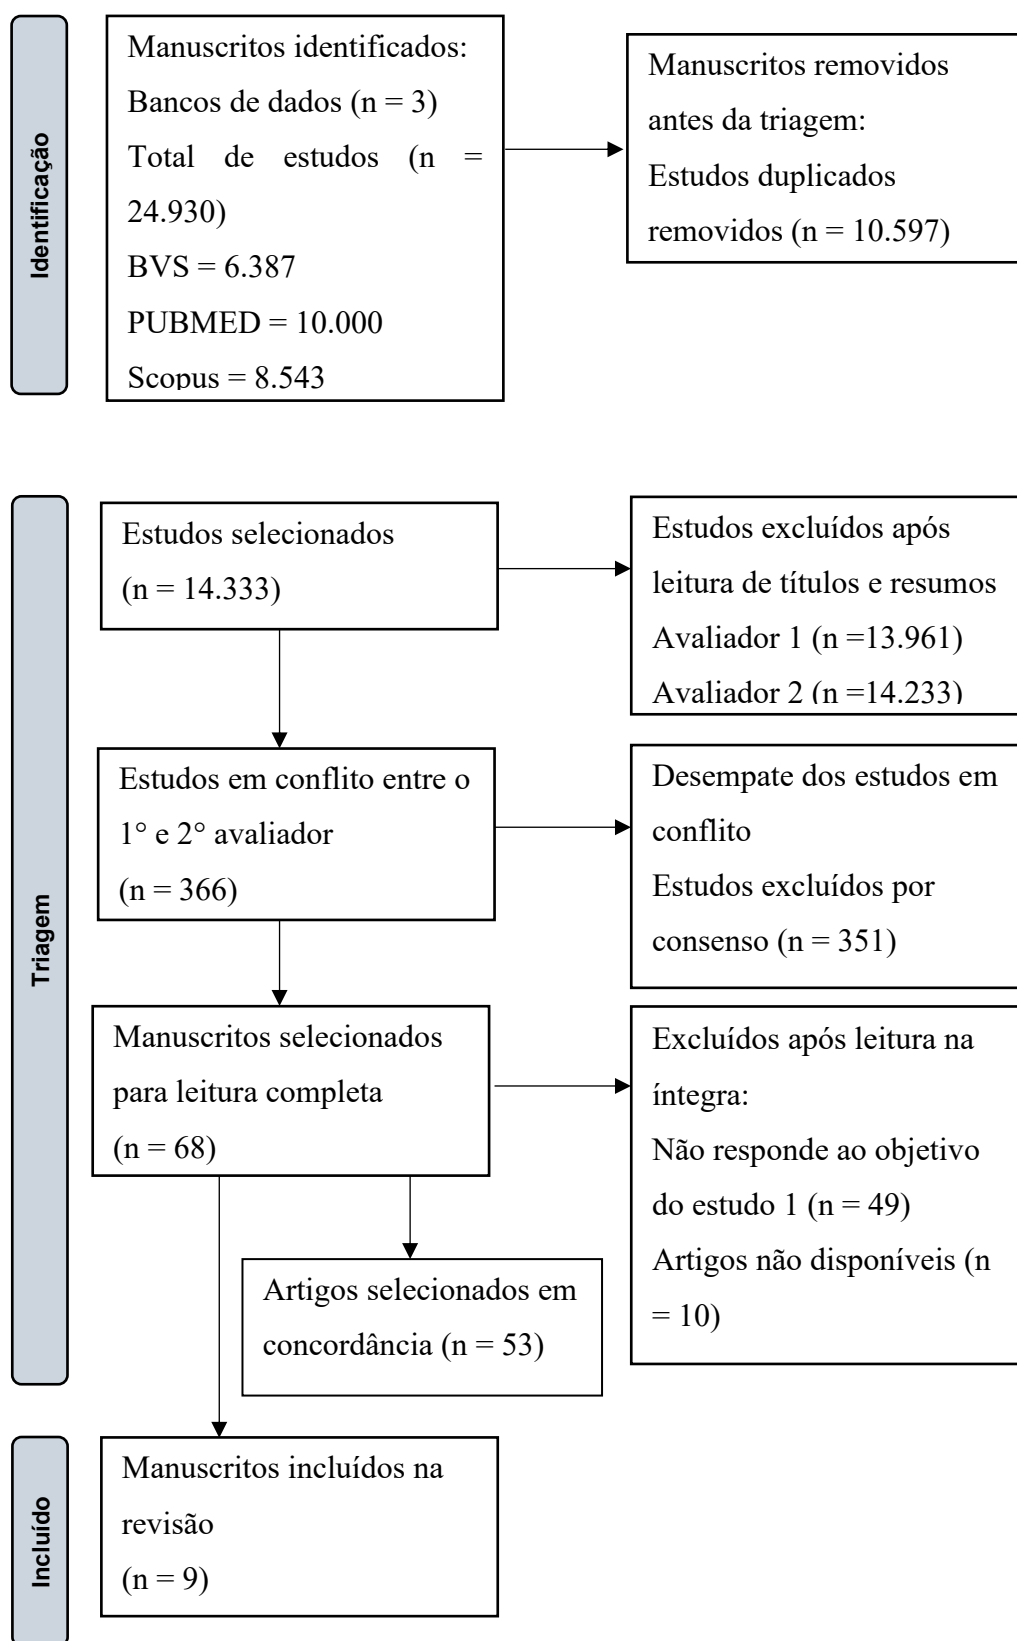 Identificação
Manuscritos identificados:
Bancos de dados (n = 3)
Total de estudos (n =
24.930)
BVS = 6.387
PUBMED = 10.000
Scopus = 8.543
Manuscritos removidos
antes da triagem:
Estudos duplicados
removidos (n = 10.597)
Triagem
Estudos selecionados
(n = 14.333)
Estudos excluídos após
leitura de títulos e resumos
Avaliador 1 (n =13.961)
Avaliador 2 (n =14.233)
Estudos em conflito entre o
1° e 2° avaliador
(n = 366)
Desempate dos estudos em
conflito
Estudos excluídos por
consenso (n = 351)
Manuscritos selecionados
para leitura completa
(n = 68)
Excluídos após leitura na
íntegra:
Não responde ao objetivo
do estudo 1 (n = 49)
Artigos não disponíveis (n
= 10)
Artigos selecionados em
concordância (n = 53)
Incluído
Manuscritos incluídos na
revisão
(n = 9)